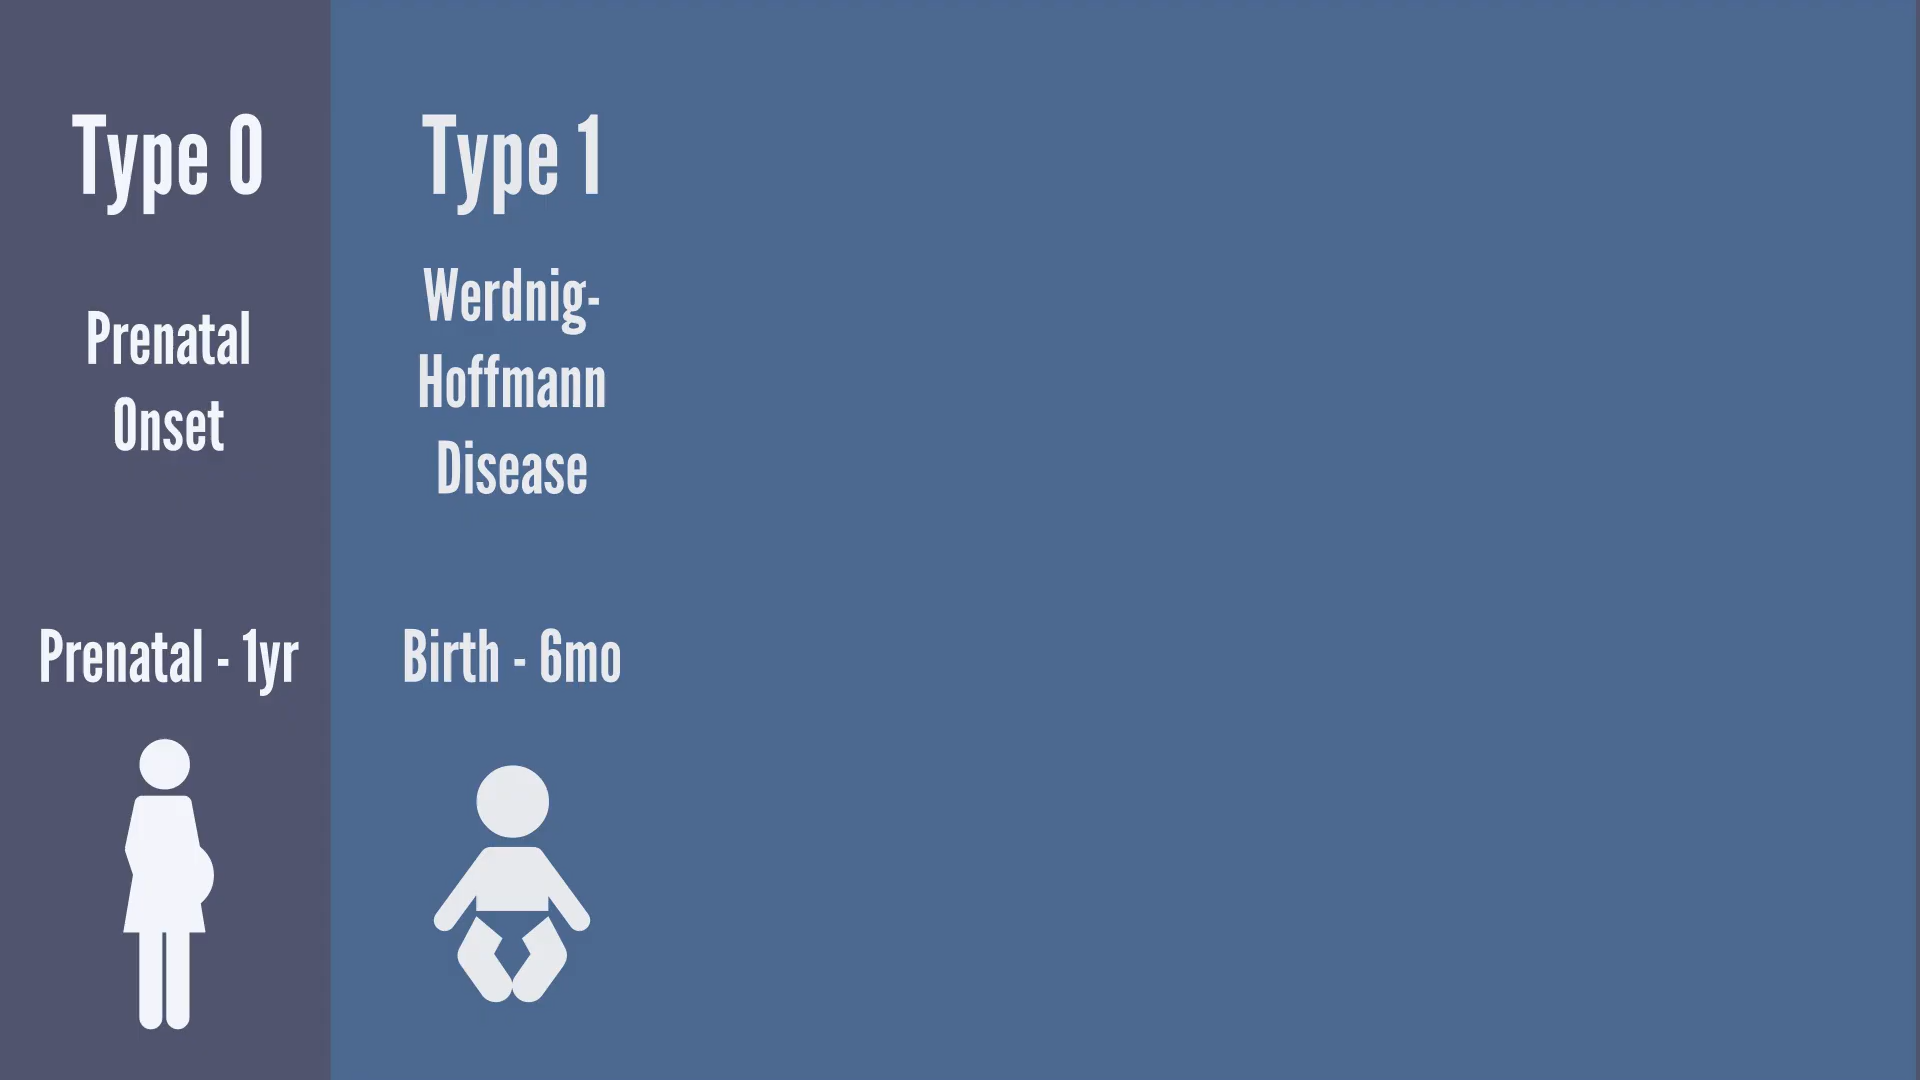 Type 0
Prenatal
Onset
Prenatal - 1yr
Type 1
Werdnig-
Hoffmann
Disease
Birth - 6mo